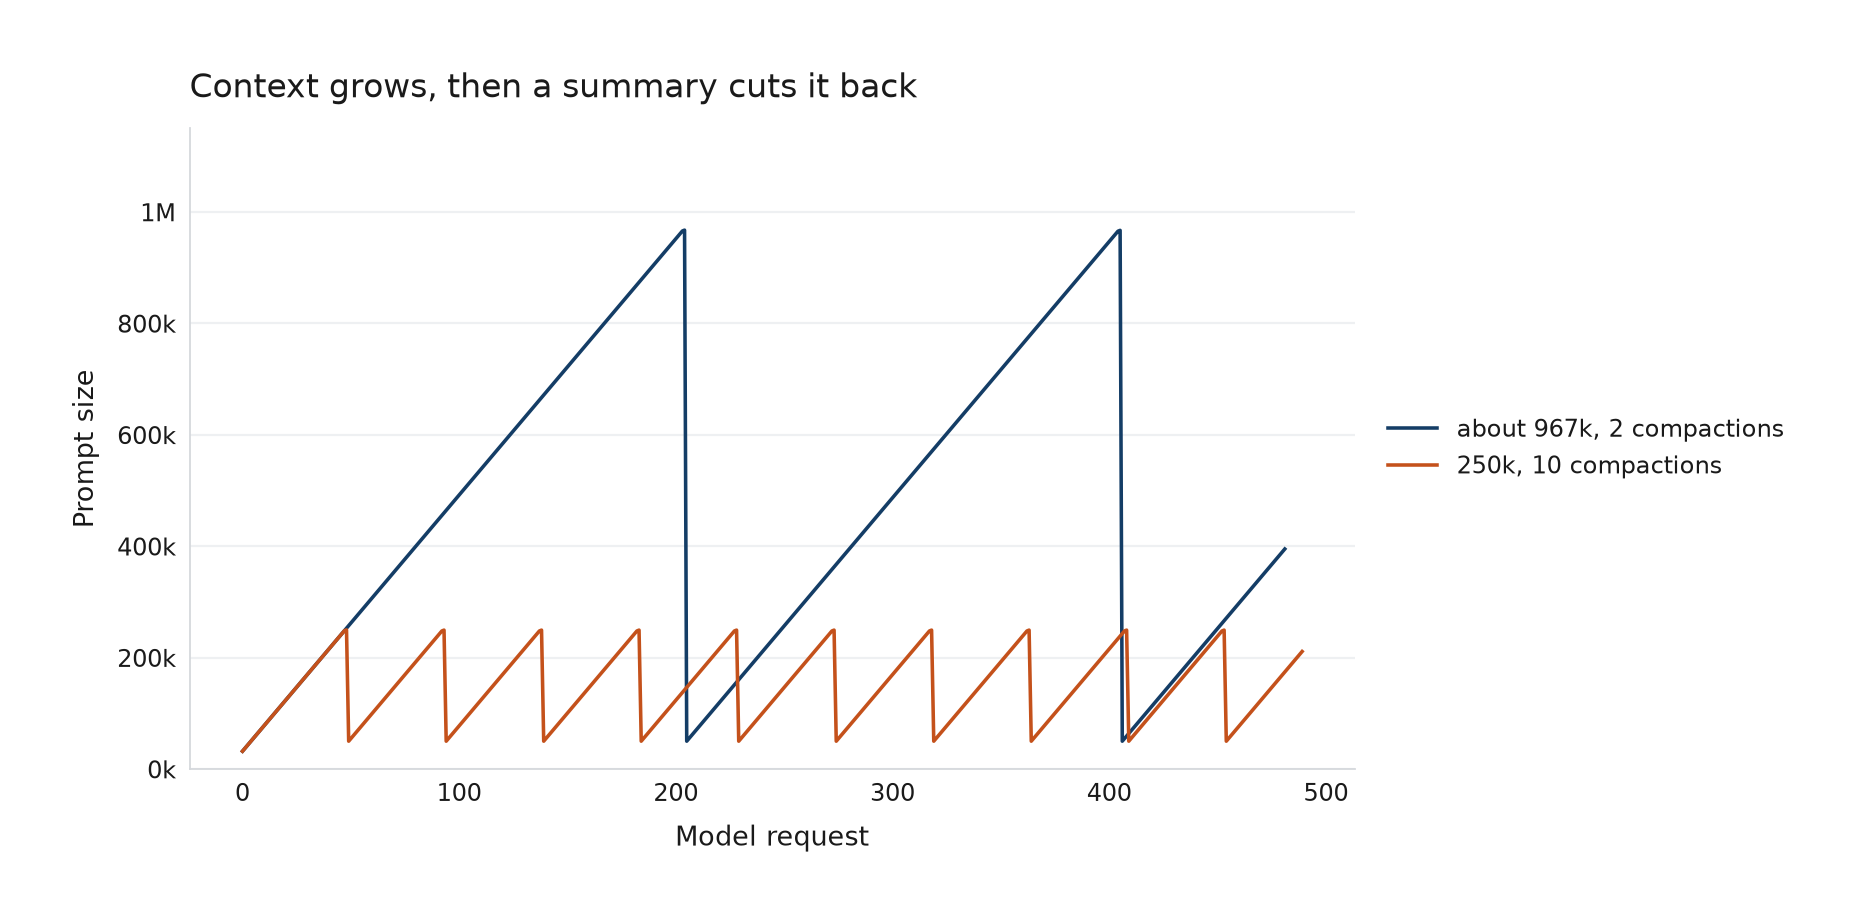 Context grows, then a summary cuts it back
1M
800k
600k
400k
200k
0k
Prompt size
0 100 200 300 400 500
Model request
about 967k, 2 compactions
250k, 10 compactions